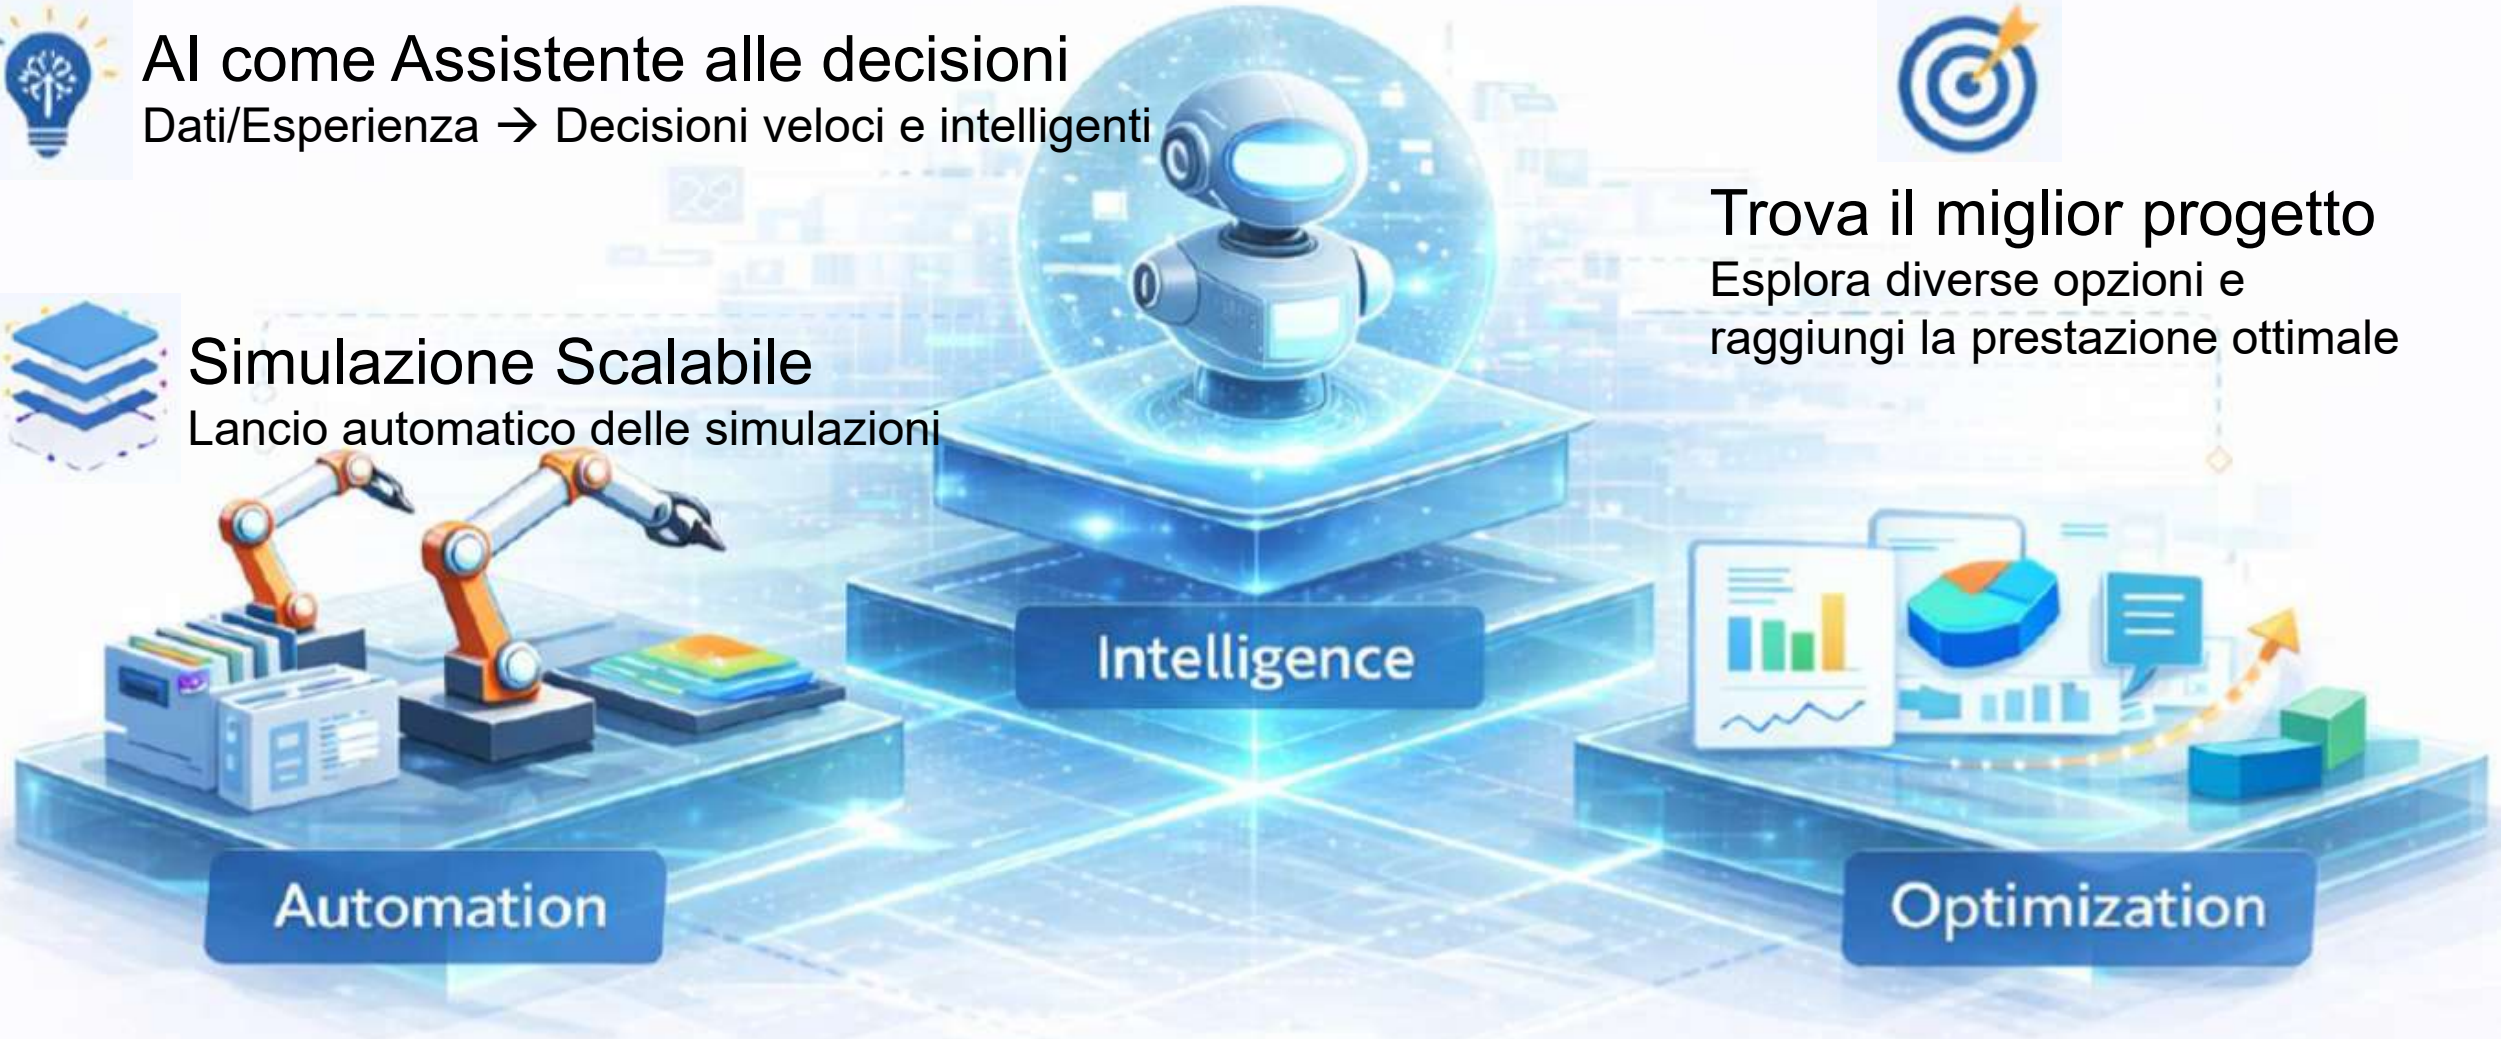 AI come Assistente alle decisioni
Dati/Esperienza → Decisioni veloci e intelligenti
Trova il miglior progetto
Esplora diverse opzioni e
raggiungi la prestazione ottimale
Simulazione Scalabile
Lancio automatico delle simulazioni
Intelligence
Automation
Optimization